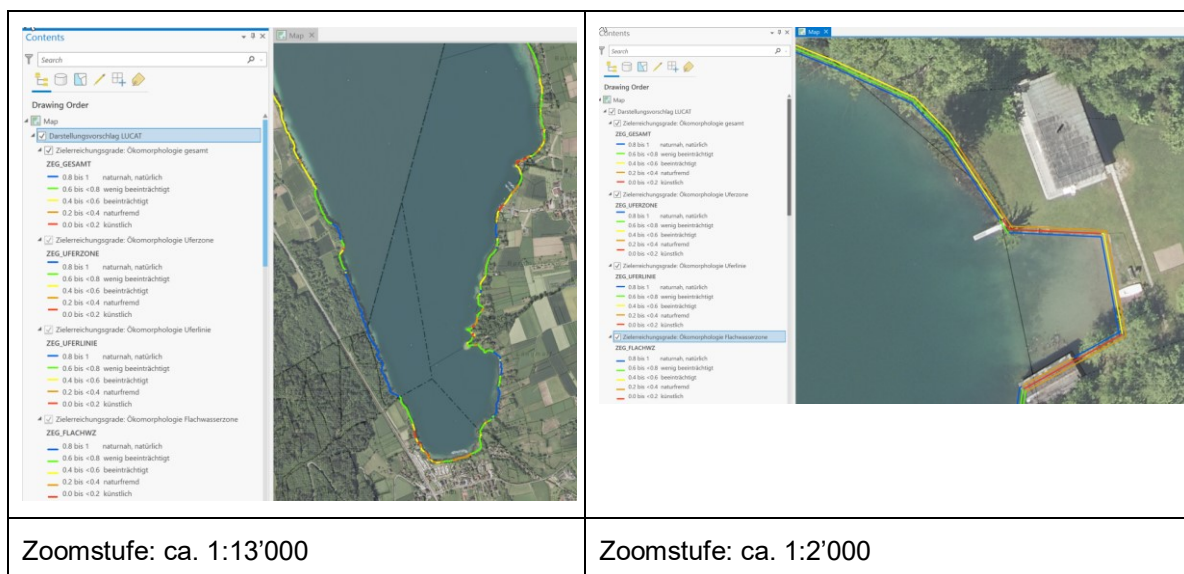 Contents
Search
Drawing Order
Map
Darstellungsvorschlag LUCAT
Zielerreichungsgrade: Ökomorphologie gesamt
ZEG_GESAMT
0.8 bis 1 naturnah, natürlich
0.6 bis <0.8 wenig beeinträchtigt
0.4 bis <0.6 beeinträchtigt
0.2 bis <0.4 naturfremd
0.0 bis <0.2 künstlich
Zielerreichungsgrade: Ökomorphologie Uferzone
ZEG_UFERZONE
0.8 bis 1 naturnah, natürlich
0.6 bis <0.8 wenig beeinträchtigt
0.4 bis <0.6 beeinträchtigt
0.2 bis <0.4 naturfremd
0.0 bis <0.2 künstlich
Zielerreichungsgrade: Ökomorphologie Uferlinie
ZEG_UFERLINIE
0.8 bis 1 naturnah, natürlich
0.6 bis <0.8 wenig beeinträchtigt
0.4 bis <0.6 beeinträchtigt
0.2 bis <0.4 naturfremd
0.0 bis <0.2 künstlich
Zielerreichungsgrade: Ökomorphologie Flachwasserzone
ZEG_FLACHWZ
0.8 bis 1 naturnah, natürlich
0.6 bis <0.8 wenig beeinträchtigt
0.4 bis <0.6 beeinträchtigt
0.2 bis <0.4 naturfremd
0.0 bis <0.2 künstlich
Map
Zoomstufe: ca. 1:13’000
Contents
Search
Drawing Order
Map
Darstellungsvorschlag LUCAT
Zielerreichungsgrade: Ökomorphologie gesamt
ZEG_GESAMT
0.8 bis 1 naturnah, natürlich
0.6 bis <0.8 wenig beeinträchtigt
0.4 bis <0.6 beeinträchtigt
0.2 bis <0.4 naturfremd
0.0 bis <0.2 künstlich
Zielerreichungsgrade: Ökomorphologie Uferzone
ZEG_UFERZONE
0.8 bis 1 naturnah, natürlich
0.6 bis <0.8 wenig beeinträchtigt
0.4 bis <0.6 beeinträchtigt
0.2 bis <0.4 naturfremd
0.0 bis <0.2 künstlich
Zielerreichungsgrade: Ökomorphologie Uferlinie
ZEG_UFERLINIE
0.8 bis 1 naturnah, natürlich
0.6 bis <0.8 wenig beeinträchtigt
0.4 bis <0.6 beeinträchtigt
0.2 bis <0.4 naturfremd
0.0 bis <0.2 künstlich
Zielerreichungsgrade: Ökomorphologie Flachwasserzone
ZEG_FLACHWZ
0.8 bis 1 naturnah, natürlich
0.6 bis <0.8 wenig beeinträchtigt
0.4 bis <0.6 beeinträchtigt
0.2 bis <0.4 naturfremd
0.0 bis <0.2 künstlich
Map
Zoomstufe: ca. 1:2’000